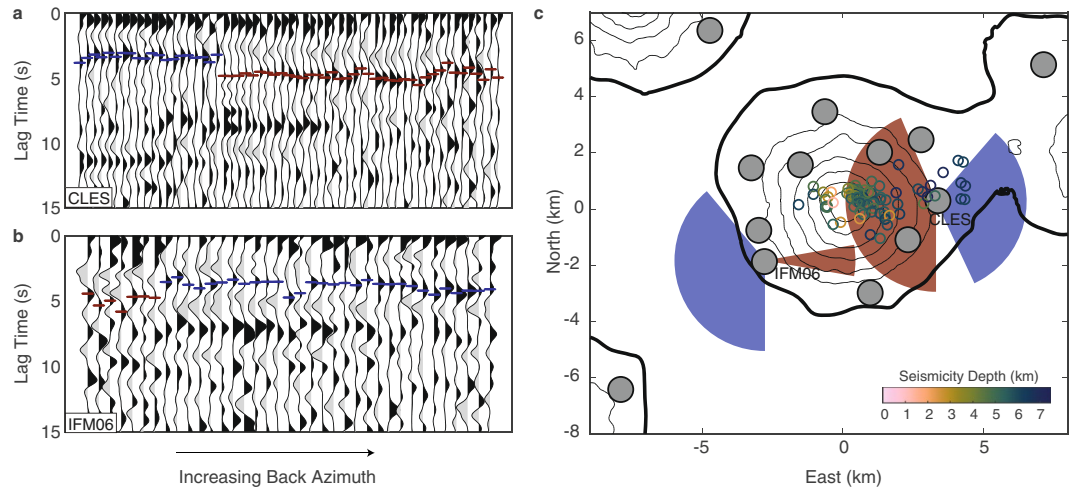 a
Lag Time (s)
0
5
10
15
CLES
b
Lag Time (s)
0
5
10
15
IFM06
Increasing Back Azimuth
c
North (km)
6
4
2
0
-2
-4
-6
-8
CLES
IFM06
Seismicity Depth (km)
0 1 2 3 4 5 6 7
-5 0 5
East (km)